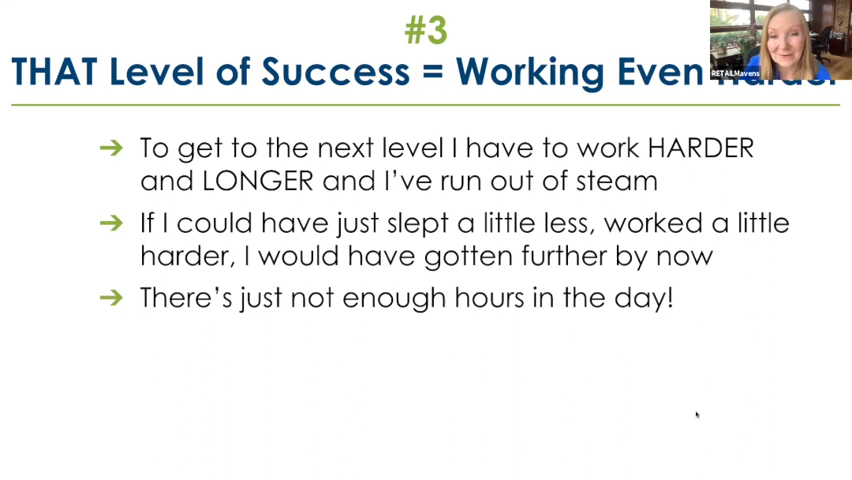 #3
THAT Level of Success = Working Even Harder
RETAILMavens
➔ To get to the next level I have to work HARDER
and LONGER and I've run out of steam
➔ If I could have just slept a little less, worked a little
harder, I would have gotten further by now
➔ There's just not enough hours in the day!